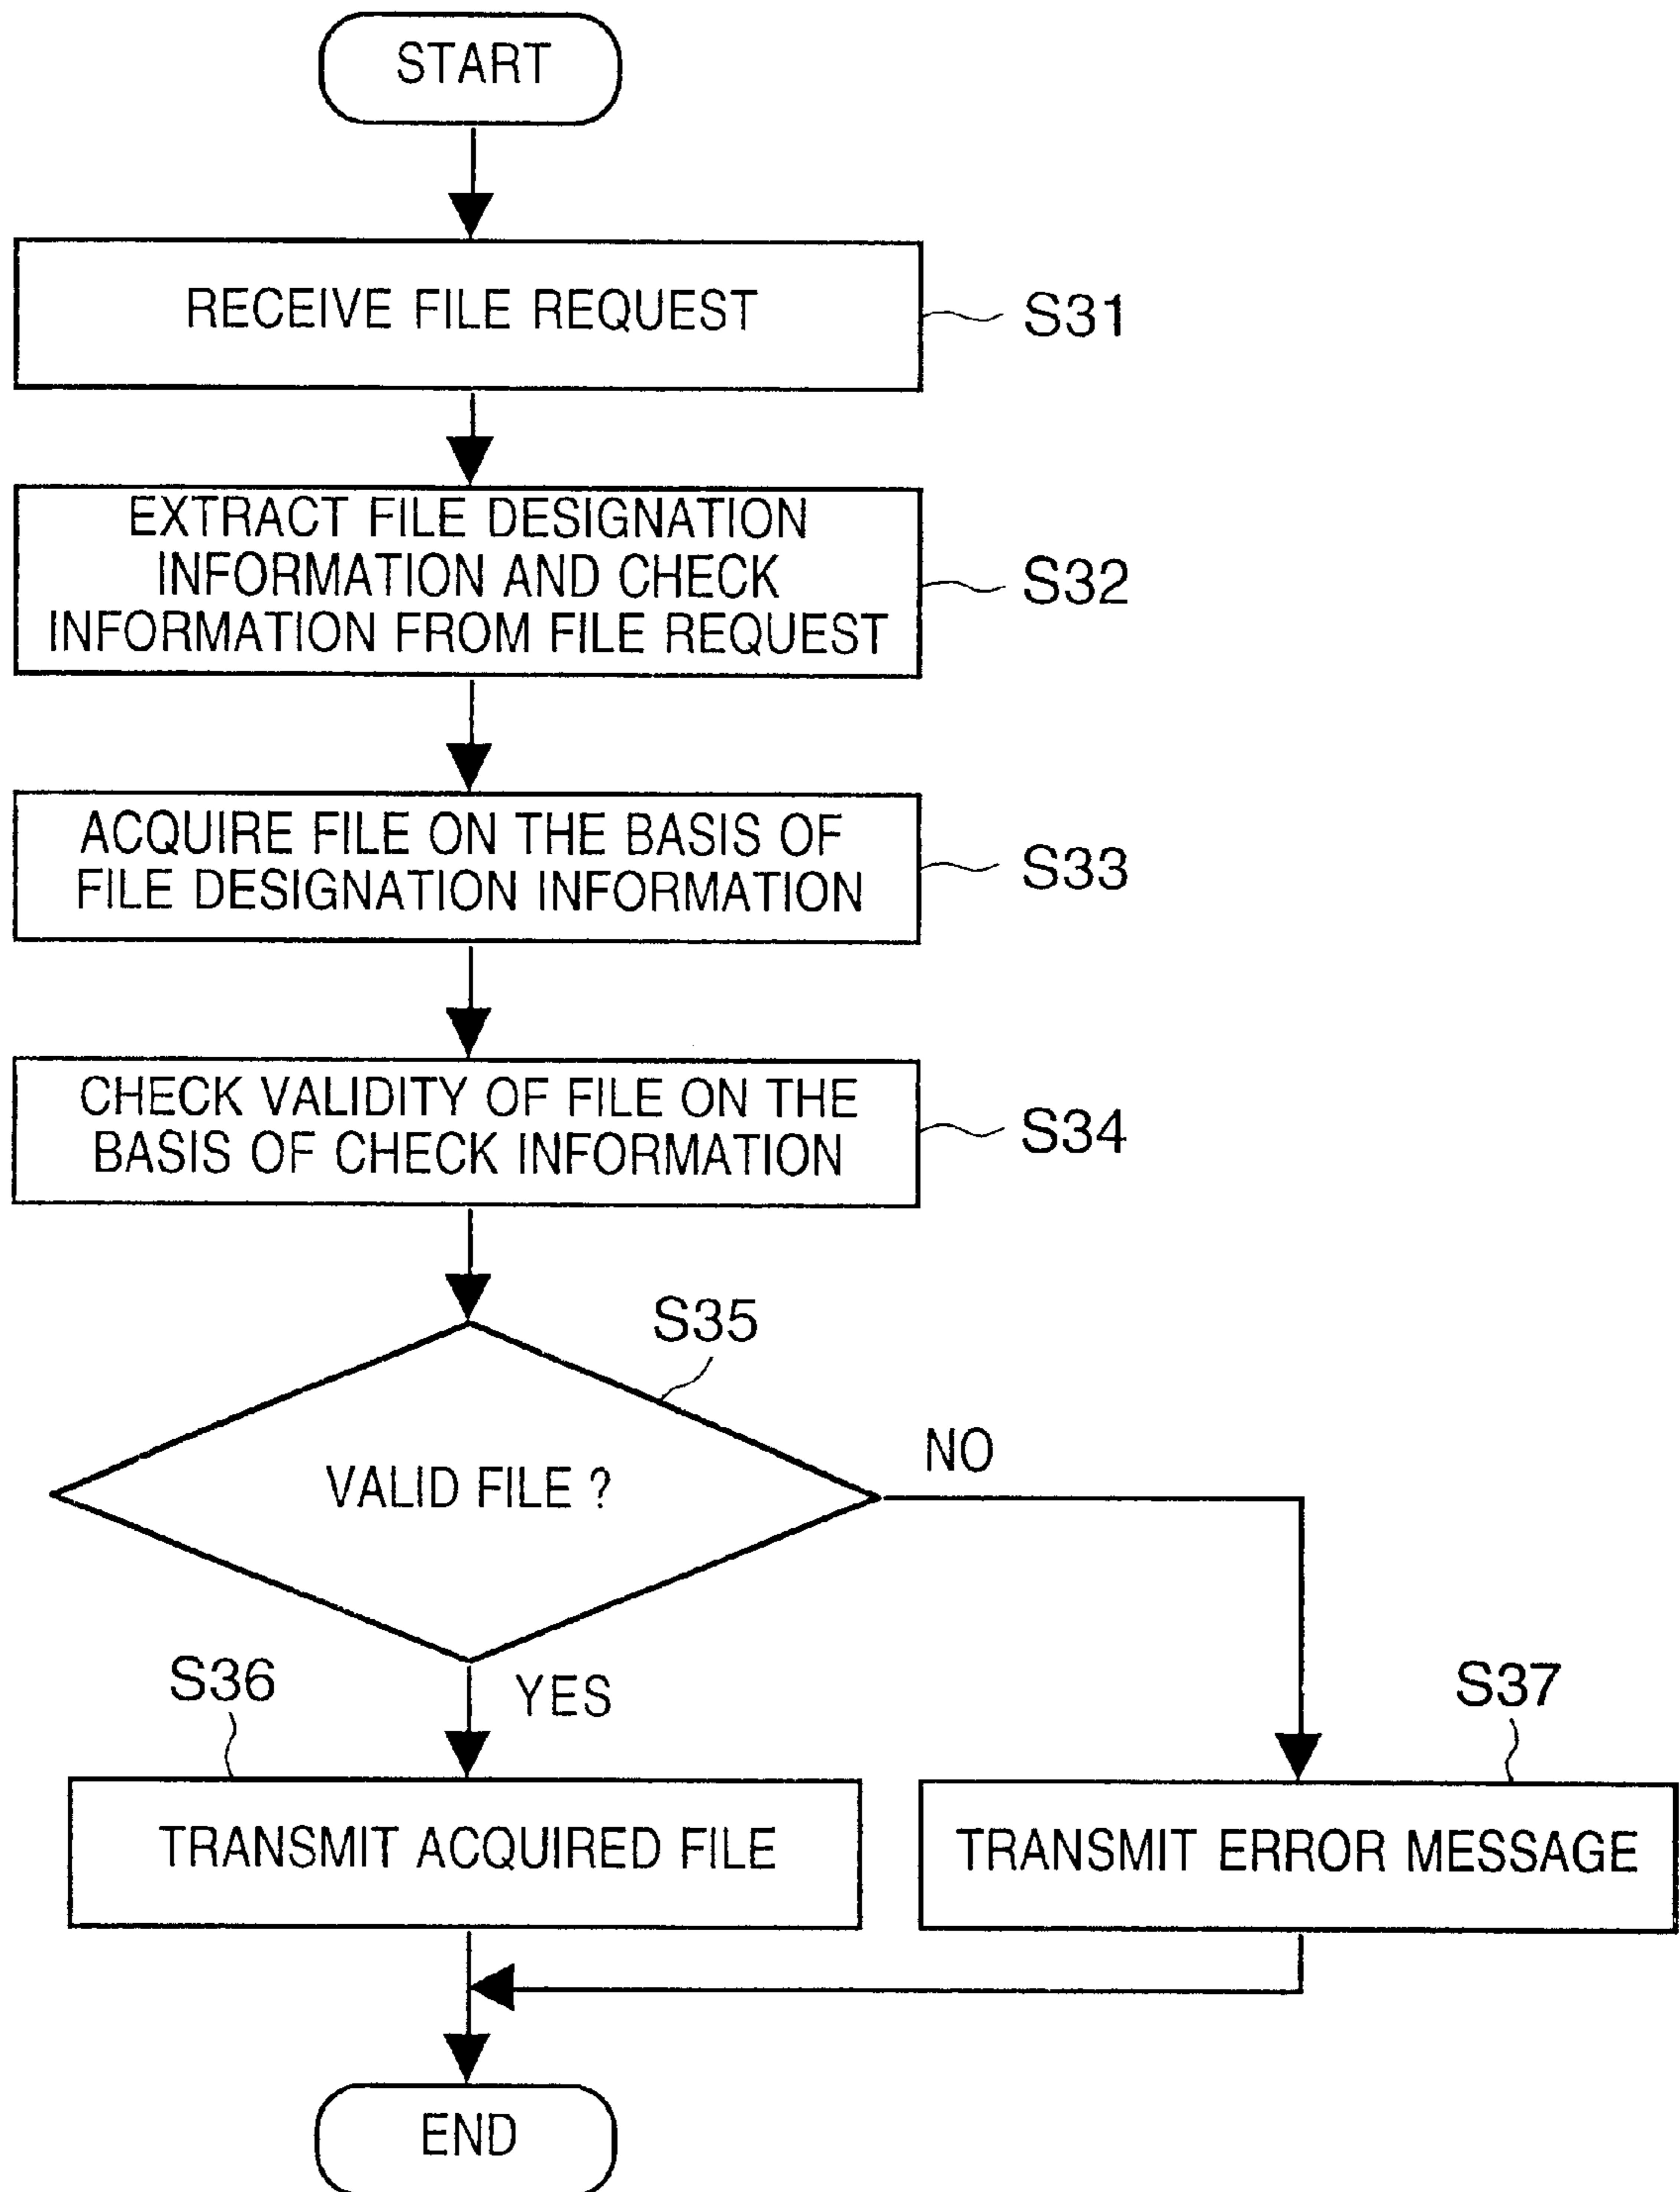 START
RECEIVE FILE REQUEST
S31
EXTRACT FILE DESIGNATION
INFORMATION AND CHECK
INFORMATION FROM FILE REQUEST
S32
ACQUIRE FILE ON THE BASIS OF
FILE DESIGNATION INFORMATION
S33
CHECK VALIDITY OF FILE ON THE
BASIS OF CHECK INFORMATION
S34
S35
VALID FILE ?
NO
YES
S36
TRANSMIT ACQUIRED FILE
S37
TRANSMIT ERROR MESSAGE
END